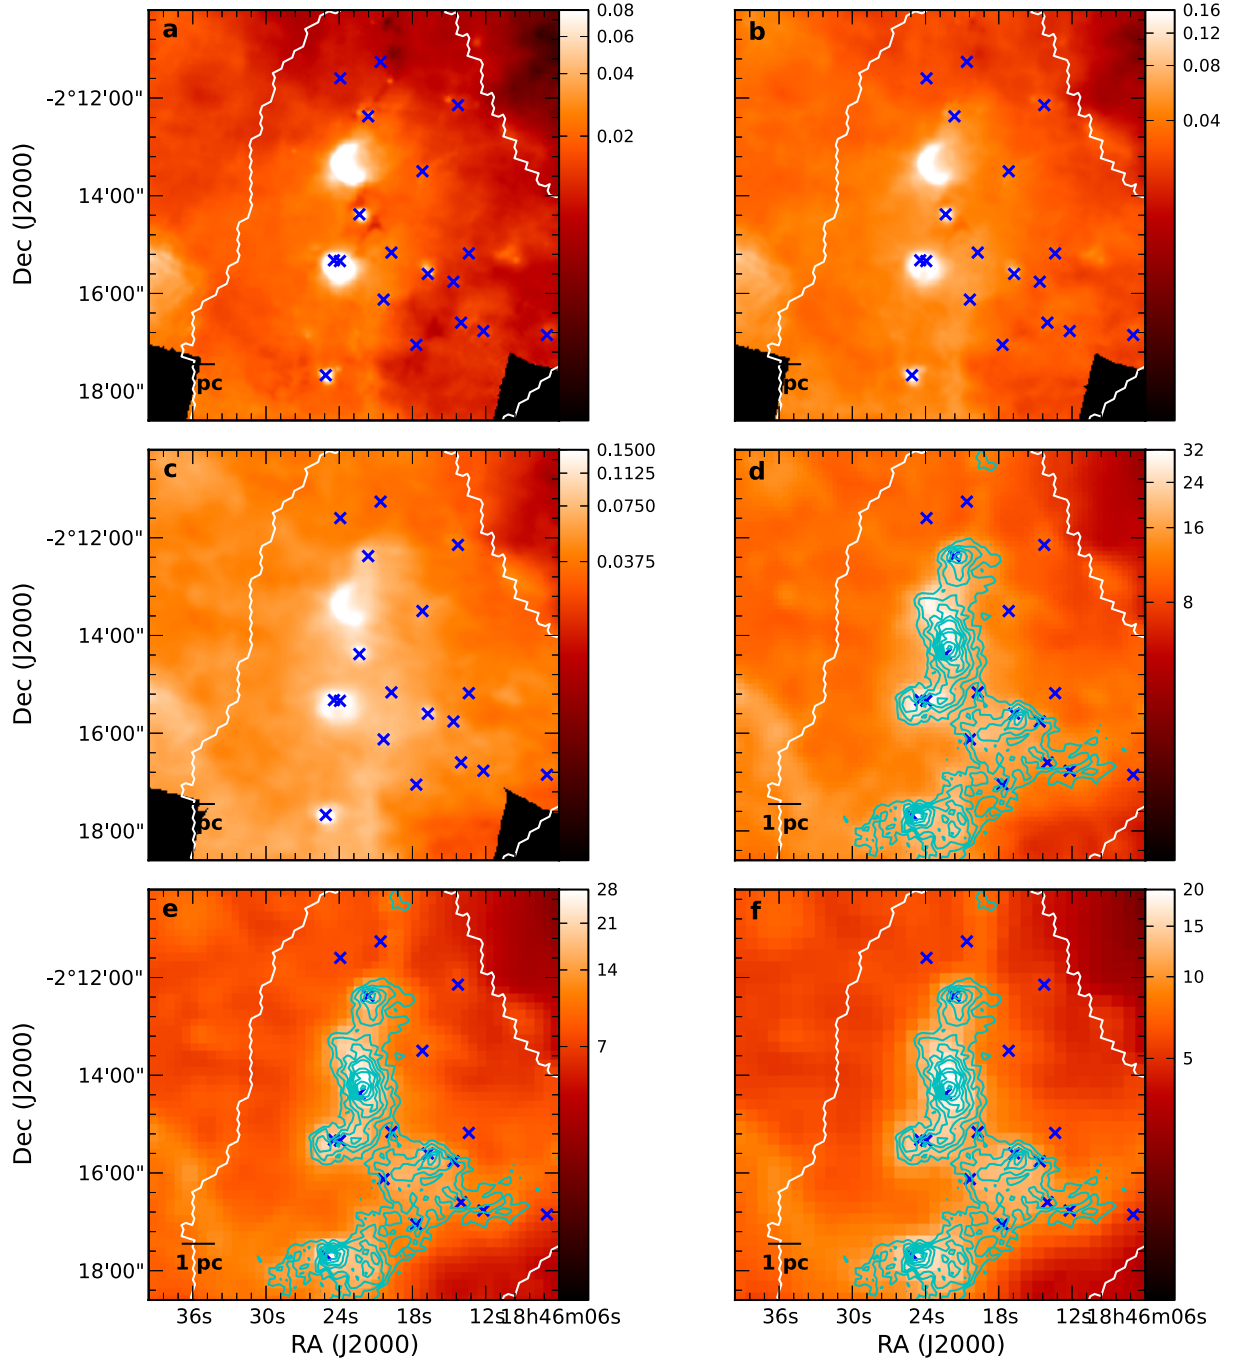 a
0.08
0.06
0.04
0.02
b
0.16
0.12
0.08
0.04
Dec (J2000)
-2°12'00"
14'00"
16'00"
18'00"
pc
pc
c
0.1500
0.1125
0.0750
0.0375
d
32
24
16
8
Dec (J2000)
-2°12'00"
14'00"
16'00"
18'00"
pc
1 pc
e
28
21
14
7
f
20
15
10
5
Dec (J2000)
-2°12'00"
14'00"
16'00"
18'00"
1 pc
1 pc
36s 30s 24s 18s 12s 18h46m06s
36s 30s 24s 18s 12s 18h46m06s
RA (J2000)
RA (J2000)